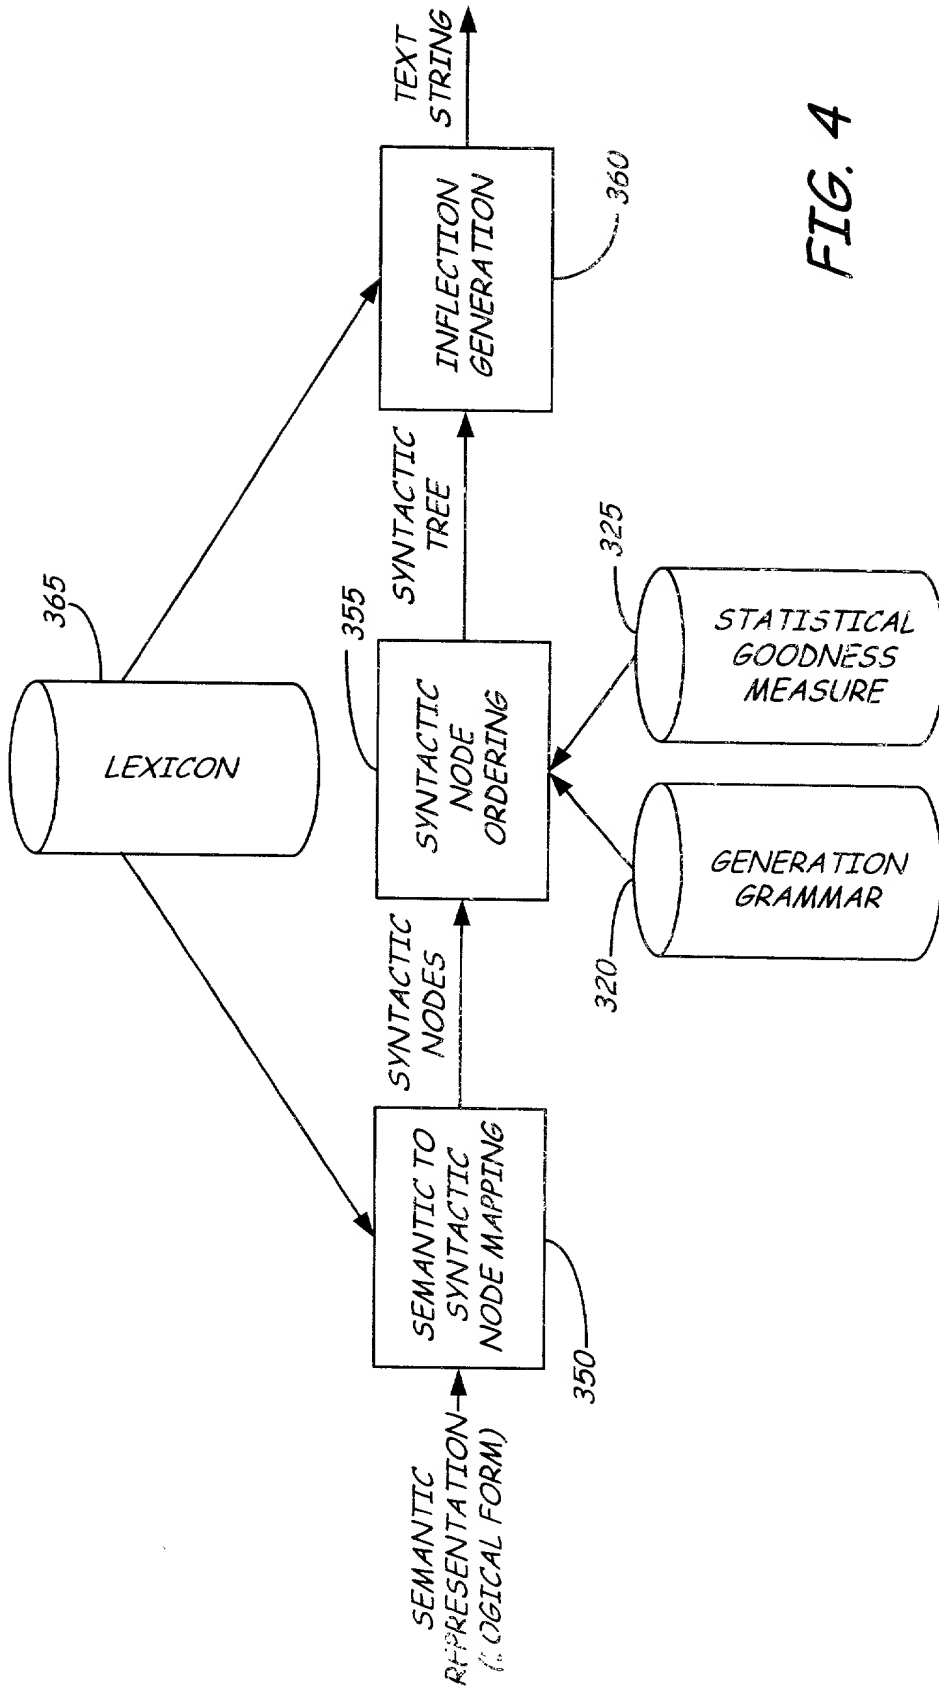 365
LEXICON
SEMANTIC
REPRESENTATION
(LOGICAL FORM)
SEMANTIC TO
SYNTACTIC
NODE MAPPING
350
SYNTACTIC
NODES
355
SYNTACTIC
NODE
ORDERING
SYNTACTIC
TREE
INFLECTION
GENERATION
360
TEXT
STRING
320
GENERATION
GRAMMAR
325
STATISTICAL
GOODNESS
MEASURE
FIG. 4